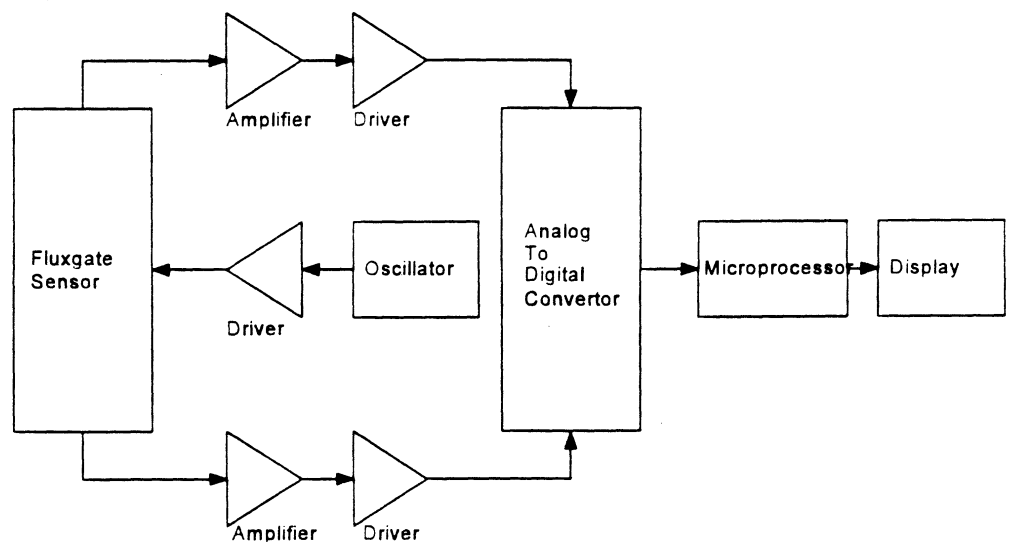 Amplifier
Driver
Fluxgate
Sensor
Driver
Oscillator
Analog
To
Digital
Convertor
Microprocessor
Display
Amplifier
Driver